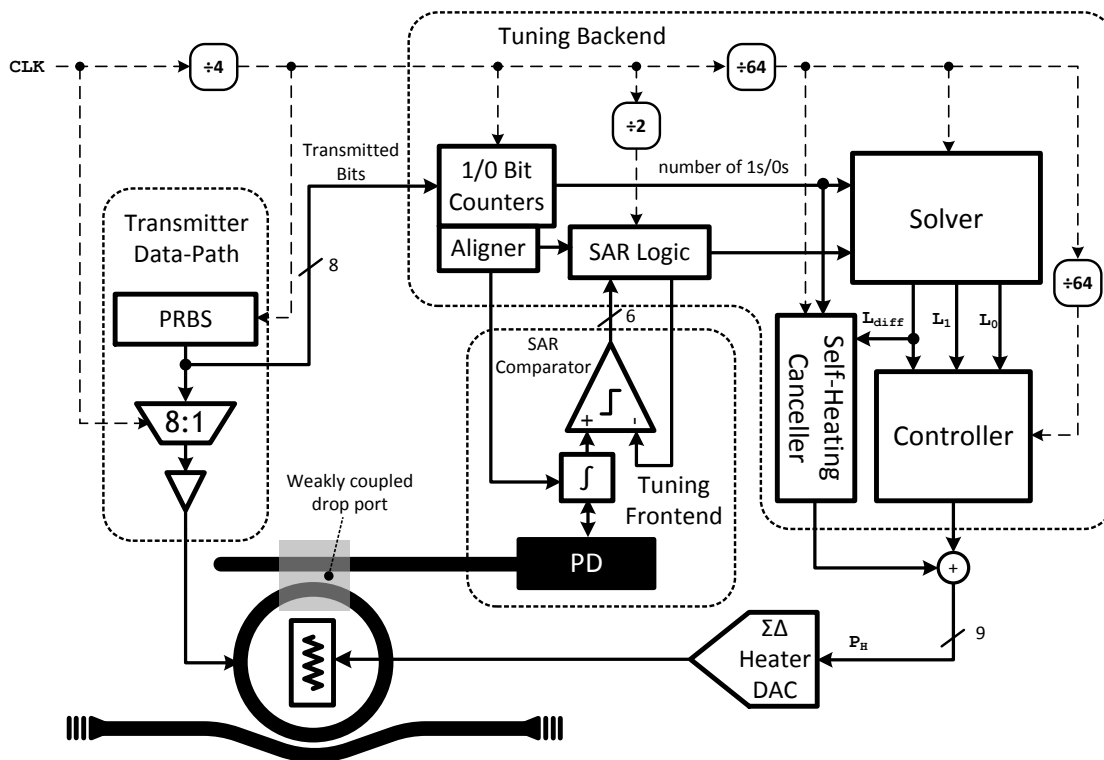 Tuning Backend
CLK
÷4
÷64
÷2
Transmitted
Bits
1/0 Bit
Counters
number of 1s/0s
Solver
Transmitter
Data-Path
Aligner
SAR Logic
8
÷64
PRBS
6
SAR
Comparator
L_diff
L_1
L_0
Self-Heating
Canceller
8:1
+
-
Controller
Weakly coupled
drop port
∫
Tuning
Frontend
PD
+
ΣΔ
Heater
DAC
P_H
9